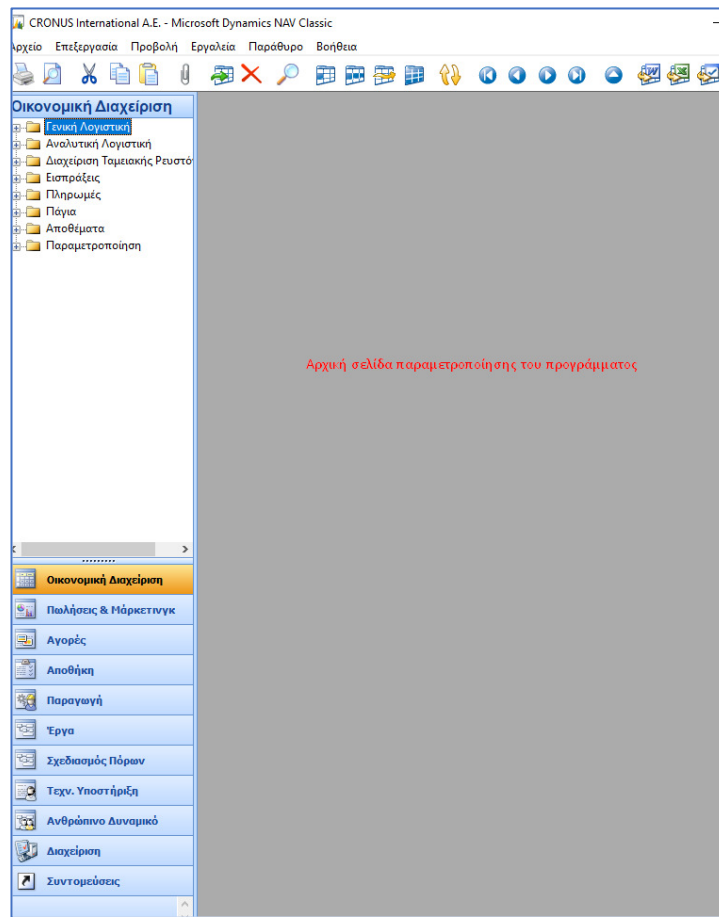 CRONUS International A.E. - Microsoft Dynamics NAV Classic
Αρχείο Επεξεργασία Προβολή Εργαλεία Παράθυρο Βοήθεια
Οικονομική Διαχείριση
Γενική Λογιστική
Αναλυτική Λογιστική
Διαχείριση Ταμειακής Ρευστό
Εισπράξεις
Πληρωμές
Πάγια
Αποθέματα
Παραμετροποίηση
Αρχική σελίδα παραμετροποίησης του προγράμματος
Οικονομική Διαχείριση
Πωλήσεις & Μάρκετινγκ
Αγορές
Αποθήκη
Παραγωγή
Έργα
Σχεδιασμός Πόρων
Τεχν. Υποστήριξη
Ανθρώπινο Δυναμικό
Διαχείριση
Συντομεύσεις